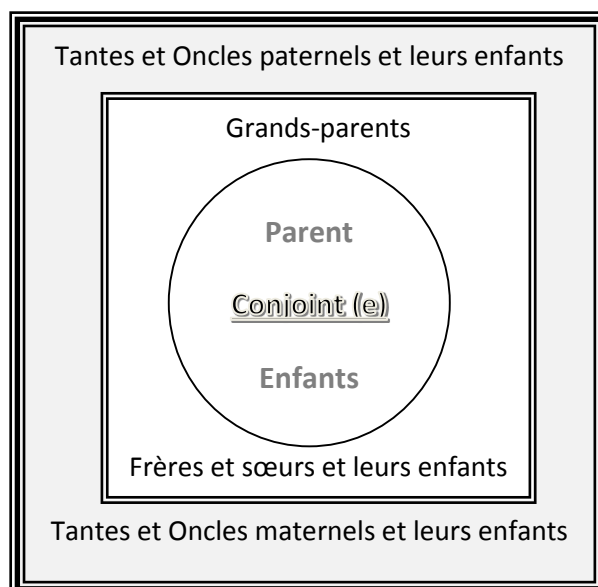 Tantes et Oncles paternels et leurs enfants
Grands-parents
Parent
Conjoint (e)
Enfants
Frères et sœurs et leurs enfants
Tantes et Oncles maternels et leurs enfants